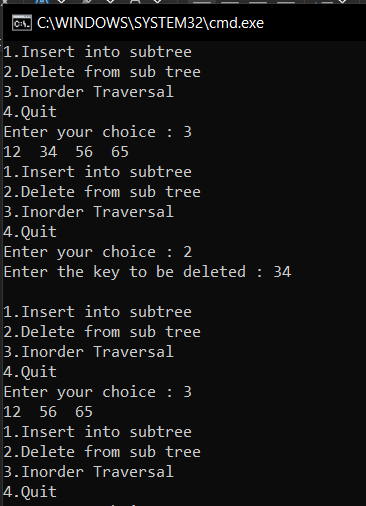 C:\WINDOWS\SYSTEM32\cmd.exe
1.Insert into subtree
2.Delete from sub tree
3.Inorder Traversal
4.Quit
Enter your choice : 3
12  34  56  65
1.Insert into subtree
2.Delete from sub tree
3.Inorder Traversal
4.Quit
Enter your choice : 2
Enter the key to be deleted : 34
1.Insert into subtree
2.Delete from sub tree
3.Inorder Traversal
4.Quit
Enter your choice : 3
12  56  65
1.Insert into subtree
2.Delete from sub tree
3.Inorder Traversal
4.Quit